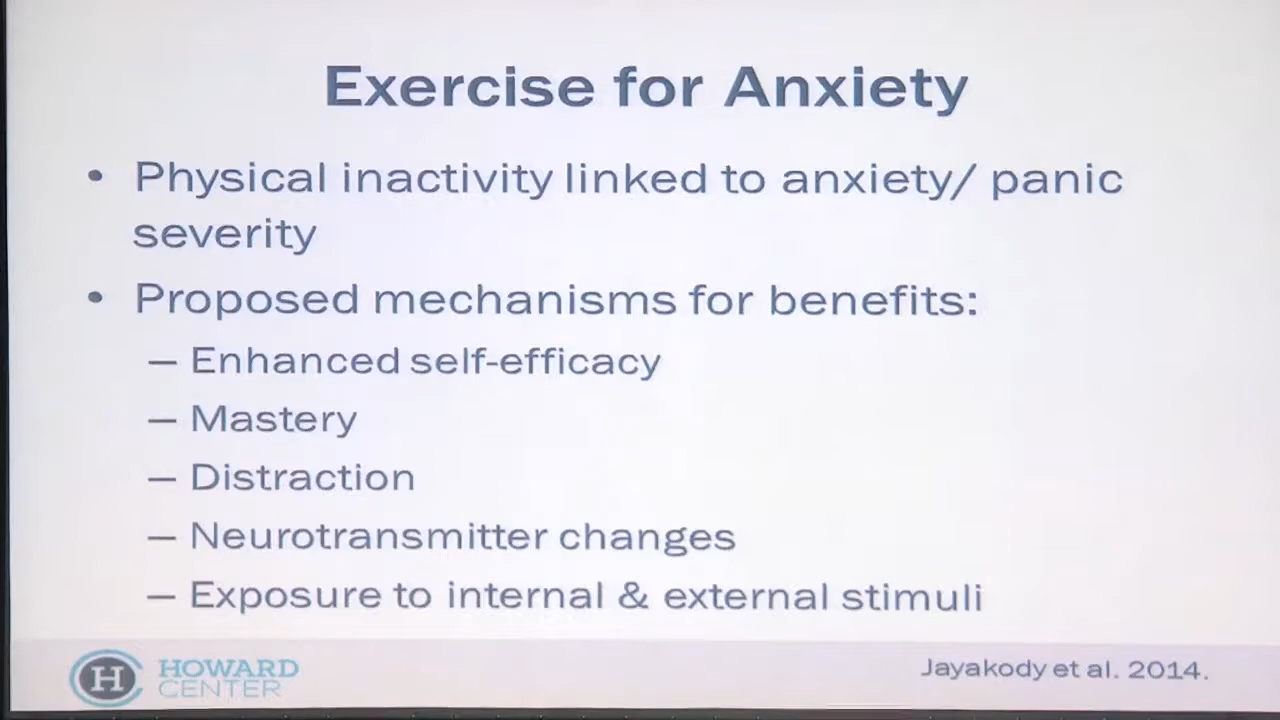 Exercise for Anxiety
• Physical inactivity linked to anxiety/ panic
severity
• Proposed mechanisms for benefits:
– Enhanced self-efficacy
– Mastery
– Distraction
– Neurotransmitter changes
– Exposure to internal & external stimuli
H HOWARD
CENTER
Jayakody et al. 2014.